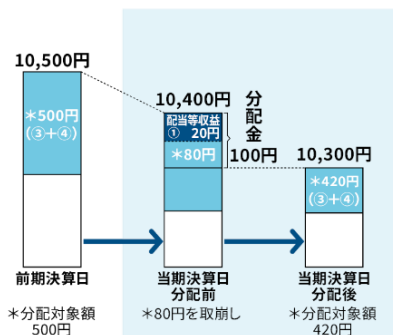 10,500円
＊500円
(③＋④)
前期決算日
＊分配対象額
500円
10,400円
配当等収益
① 20円
＊80円
分配金
100円
当期決算日
分配前
＊80円を取崩し
10,300円
＊420円
(③＋④)
当期決算日
分配後
＊分配対象額
420円